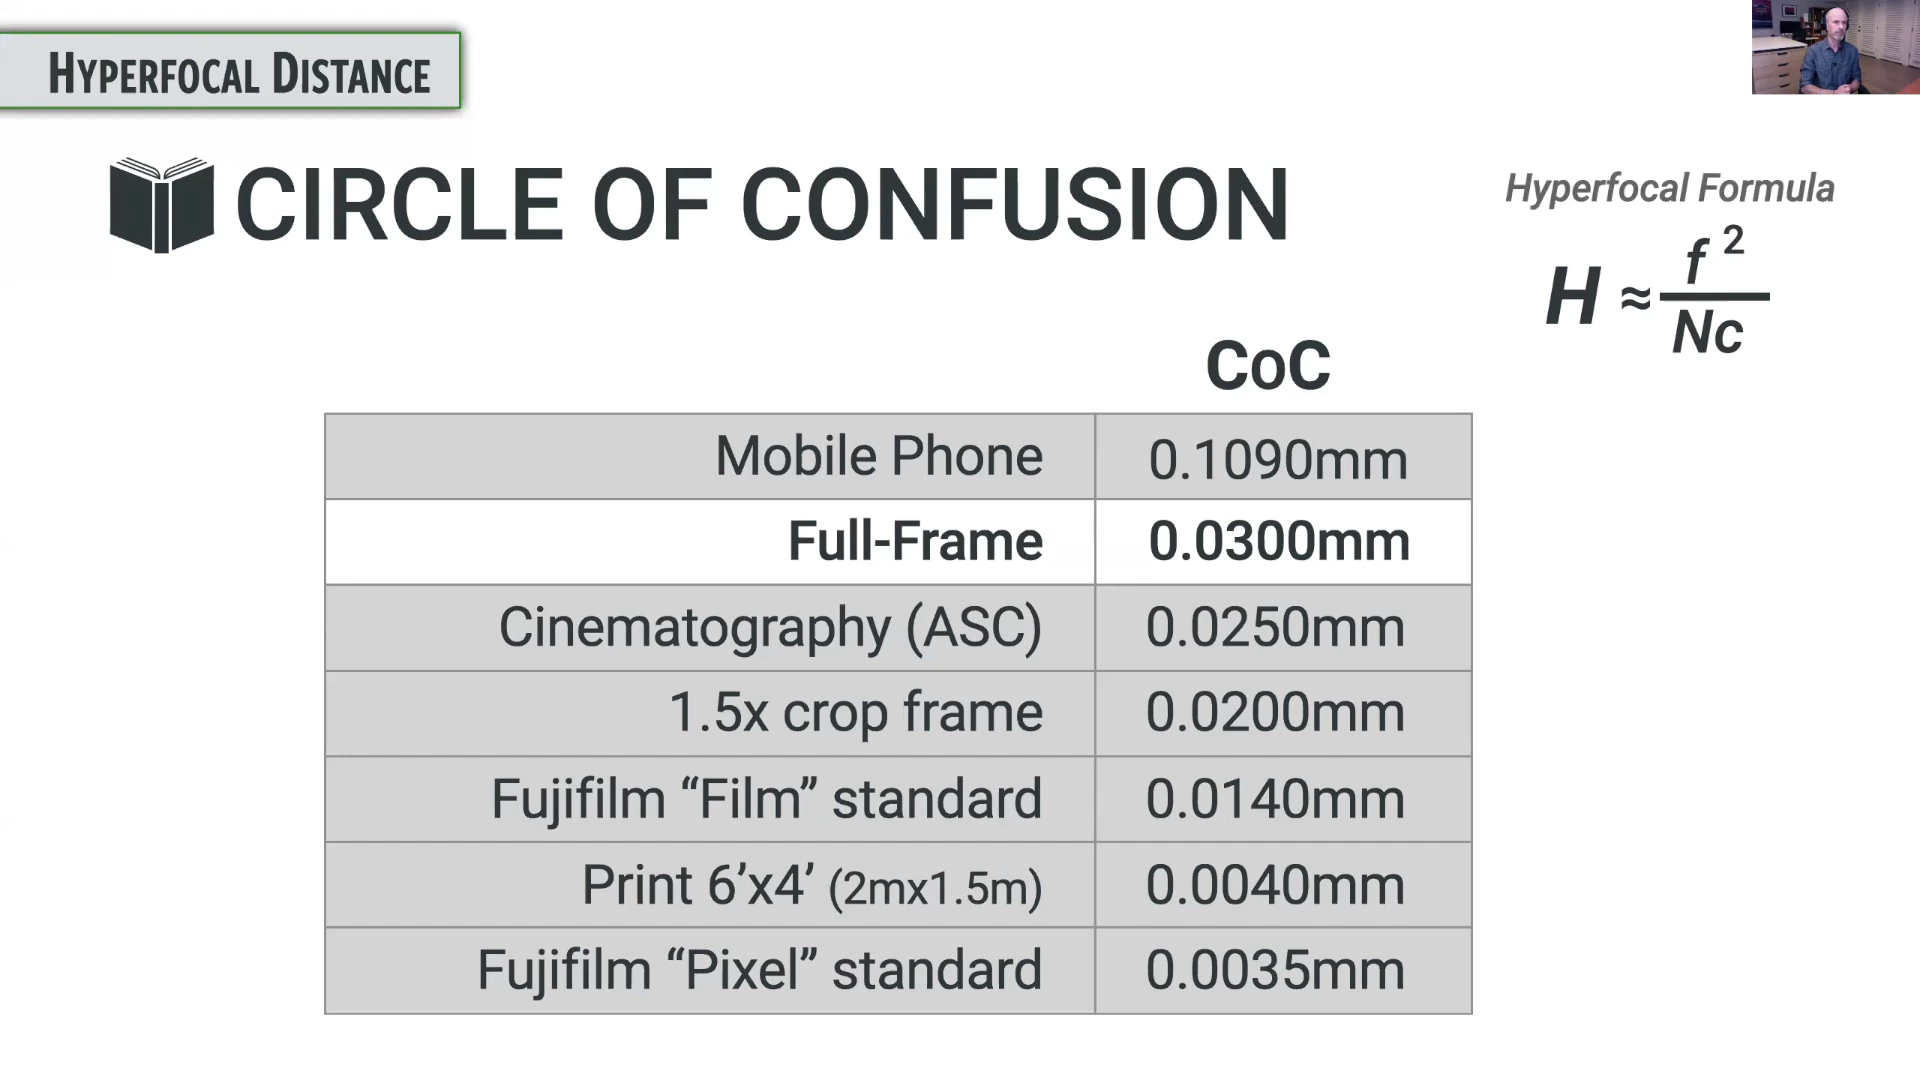 HYPERFOCAL DISTANCE
CIRCLE OF CONFUSION
Hyperfocal Formula
H ≈ f 2
Nc
CoC
Mobile Phone 0.1090mm
Full-Frame 0.0300mm
Cinematography (ASC) 0.0250mm
1.5x crop frame 0.0200mm
Fujifilm “Film” standard 0.0140mm
Print 6’x4’ (2mx1.5m) 0.0040mm
Fujifilm “Pixel” standard 0.0035mm